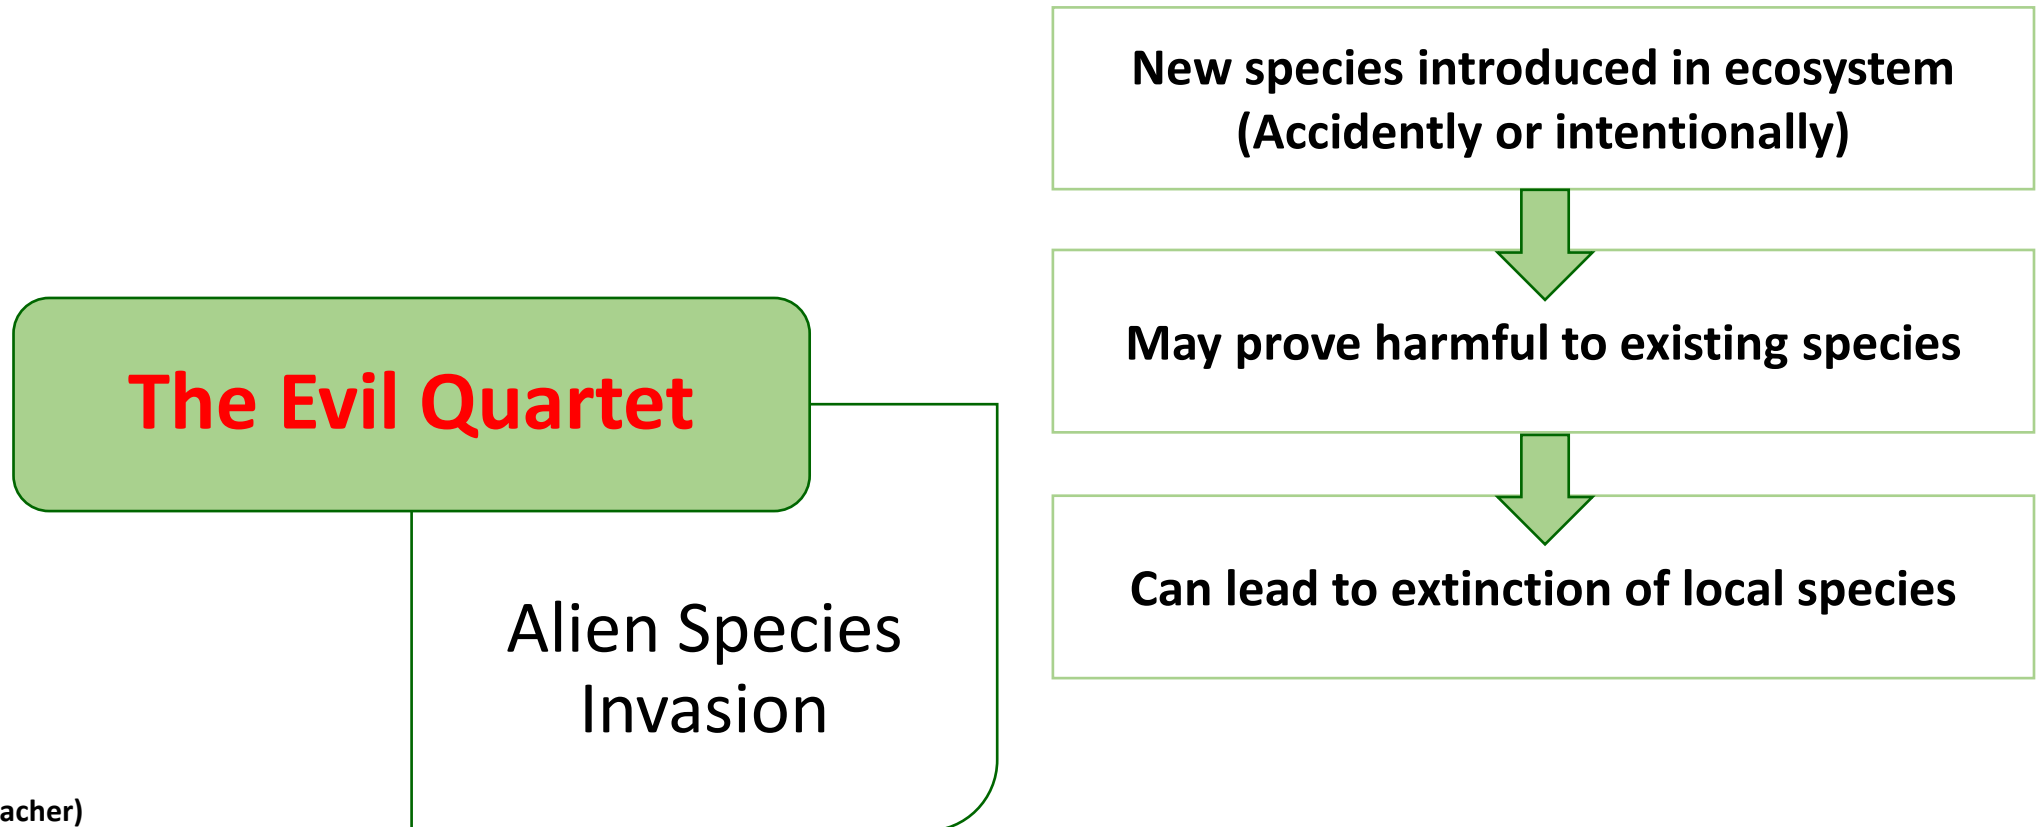 New species introduced in ecosystem
(Accidently or intentionally)
May prove harmful to existing species
Can lead to extinction of local species
The Evil Quartet
Alien Species
Invasion
acher)